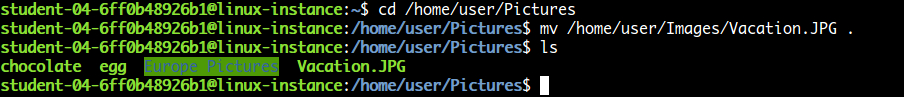 student-04-6ff0b48926b1@linux-instance:~$ cd /home/user/Pictures
student-04-6ff0b48926b1@linux-instance:/home/user/Pictures$ mv /home/user/Images/Vacation.JPG .
student-04-6ff0b48926b1@linux-instance:/home/user/Pictures$ ls
chocolate  egg  Europe Pictures  Vacation.JPG
student-04-6ff0b48926b1@linux-instance:/home/user/Pictures$